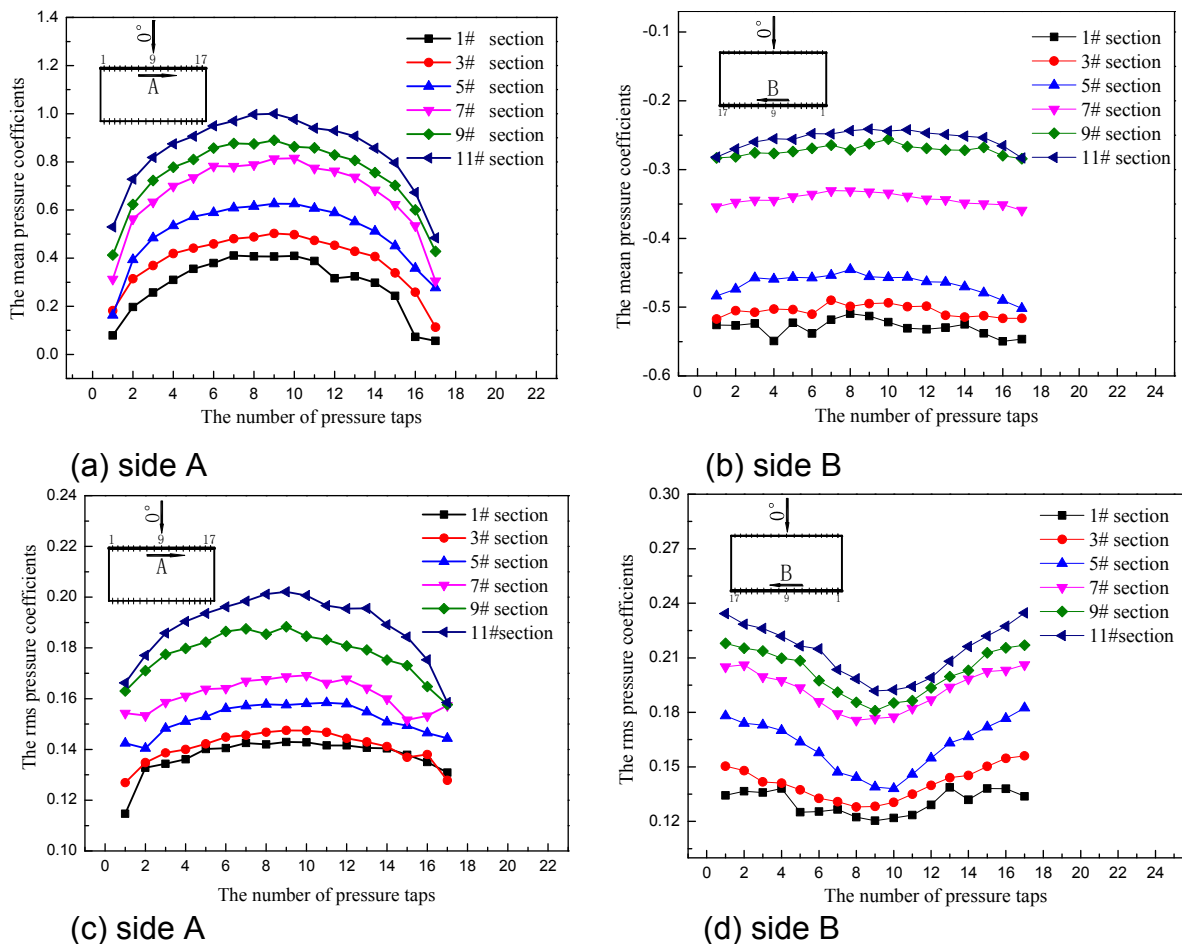 The mean pressure coefficients
1.4
1.2
1.0
0.8
0.6
0.4
0.2
0.0
0 2 4 6 8 10 12 14 16 18 20 22
The number of pressure taps
0°
1 9 17
A
1# section
3# section
5# section
7# section
9# section
11# section
(a) side A
The mean pressure coefficients
-0.1
-0.2
-0.3
-0.4
-0.5
-0.6
0 2 4 6 8 10 12 14 16 18 20 22 24
The number of pressure taps
0°
B
17 9 1
1# section
3# section
5# section
7# section
9# section
11# section
(b) side B
The rms pressure coefficients
0.24
0.22
0.20
0.18
0.16
0.14
0.12
0.10
0 2 4 6 8 10 12 14 16 18 20 22
The number of pressure taps
0°
1 9 17
A
1# section
3# section
5# section
7# section
9# section
11#section
(c) side A
The rms pressure coefficients
0.30
0.27
0.24
0.21
0.18
0.15
0.12
0 2 4 6 8 10 12 14 16 18 20 22 24
The number of pressure taps
0°
B
17 9 1
1# section
3# section
5# section
7# section
9# section
11#section
(d) side B